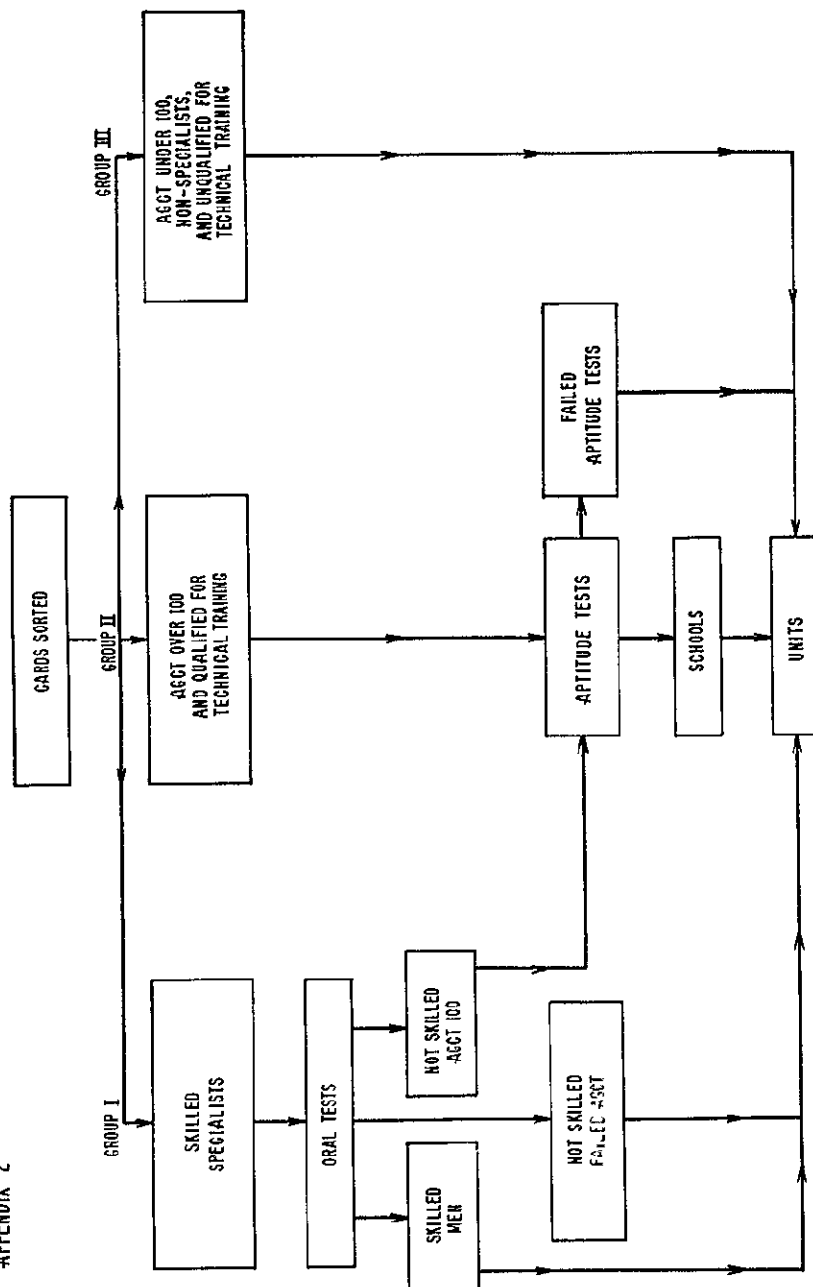 APPENDIX 2
CARDS SORTED
GROUP I
GROUP II
GROUP III
SKILLED
SPECIALISTS
AGCT OVER 100
AND QUALIFIED FOR
TECHNICAL TRAINING
AGCT UNDER 100,
NON-SPECIALISTS,
AND UNQUALIFIED FOR
TECHNICAL TRAINING
ORAL TESTS
SKILLED
MEN
NOT SKILLED
AGCT 100
NOT SKILLED
FAILED AGCT
APTITUDE TESTS
FAILED
APTITUDE TESTS
SCHOOLS
UNITS